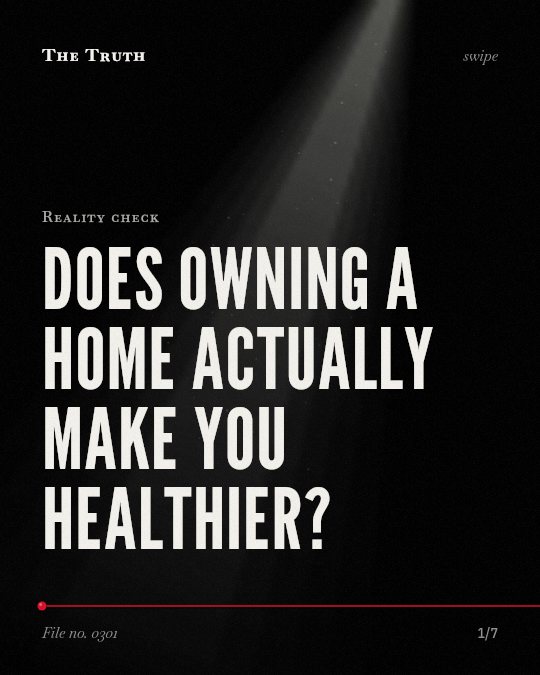 The Truth
swipe
Reality check
DOES OWNING A
HOME ACTUALLY
MAKE YOU
HEALTHIER?
File no. 0301
1/7